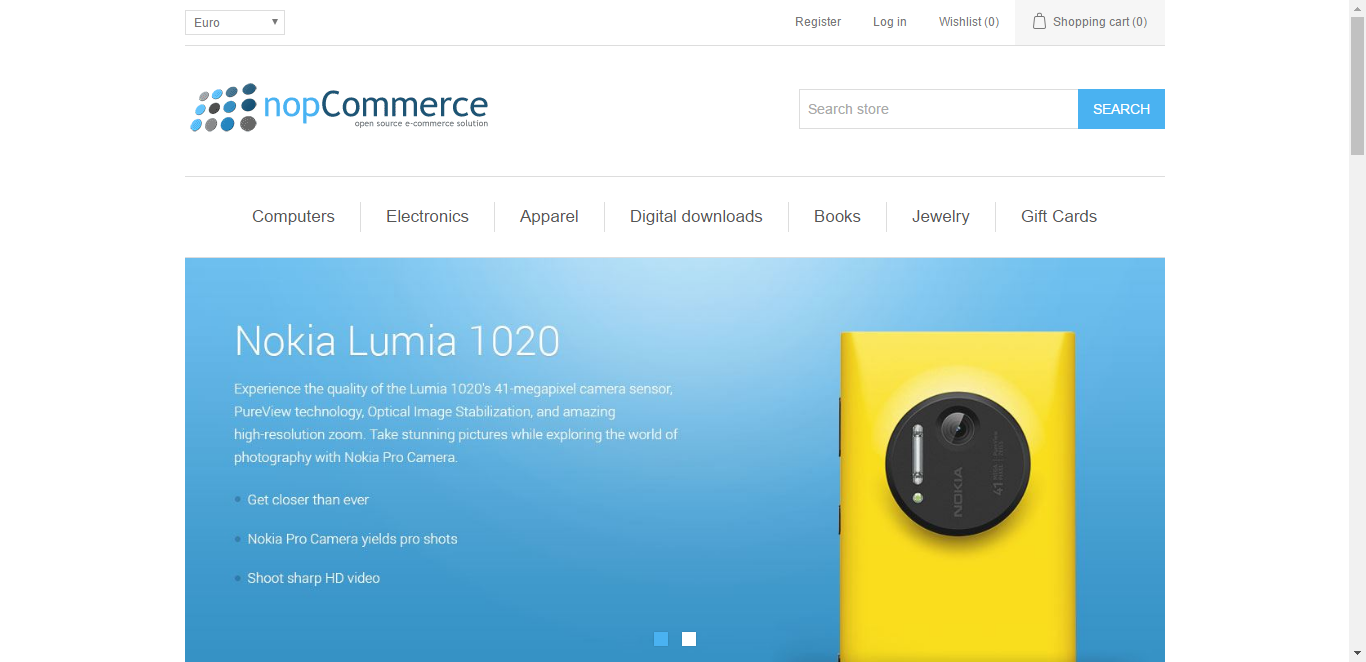 Euro
Register
Log in
Wishlist (0)
Shopping cart (0)
nopCommerce
open source e-commerce solution
Search store
SEARCH
Computers
Electronics
Apparel
Digital downloads
Books
Jewelry
Gift Cards
Nokia Lumia 1020
Experience the quality of the Lumia 1020's 41-megapixel camera sensor,
PureView technology, Optical Image Stabilization, and amazing
high-resolution zoom. Take stunning pictures while exploring the world of
photography with Nokia Pro Camera.
Get closer than ever
Nokia Pro Camera yields pro shots
Shoot sharp HD video
NOKIA
41